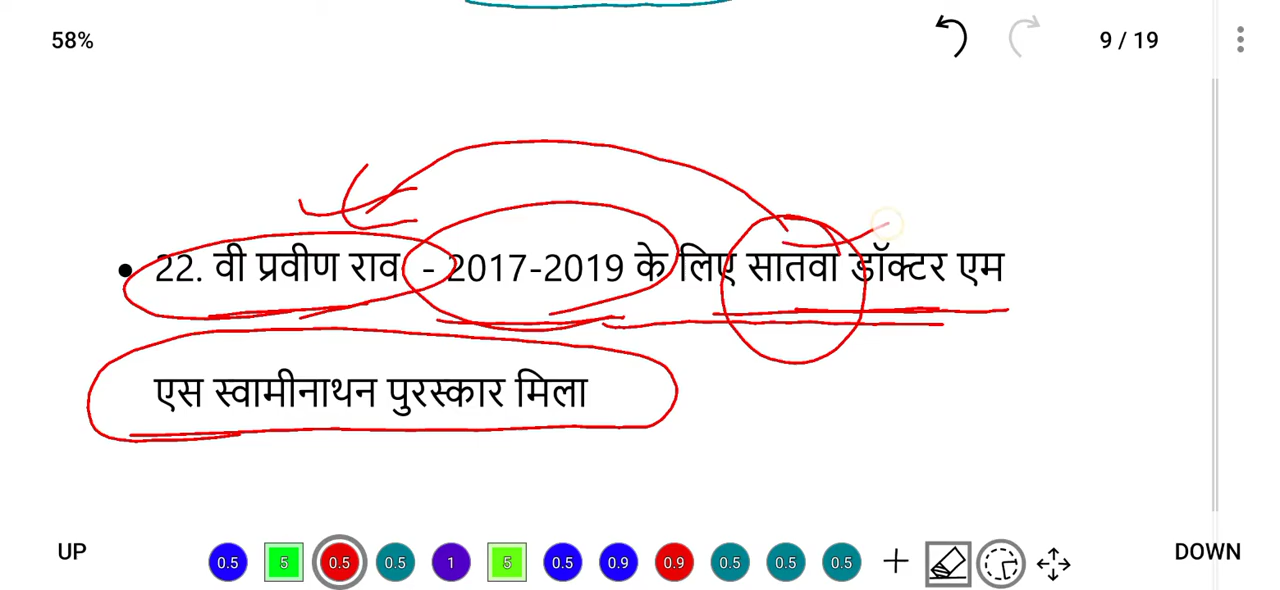 58%
9 / 19
• 22. वी प्रवीण राव - 2017-2019 के लिए सातवा डॉक्टर एम
एस स्वामीनाथन पुरस्कार मिला
UP
0.5 5 0.5 0.5 1 5 0.5 0.9 0.9 0.5 0.5 0.5
DOWN